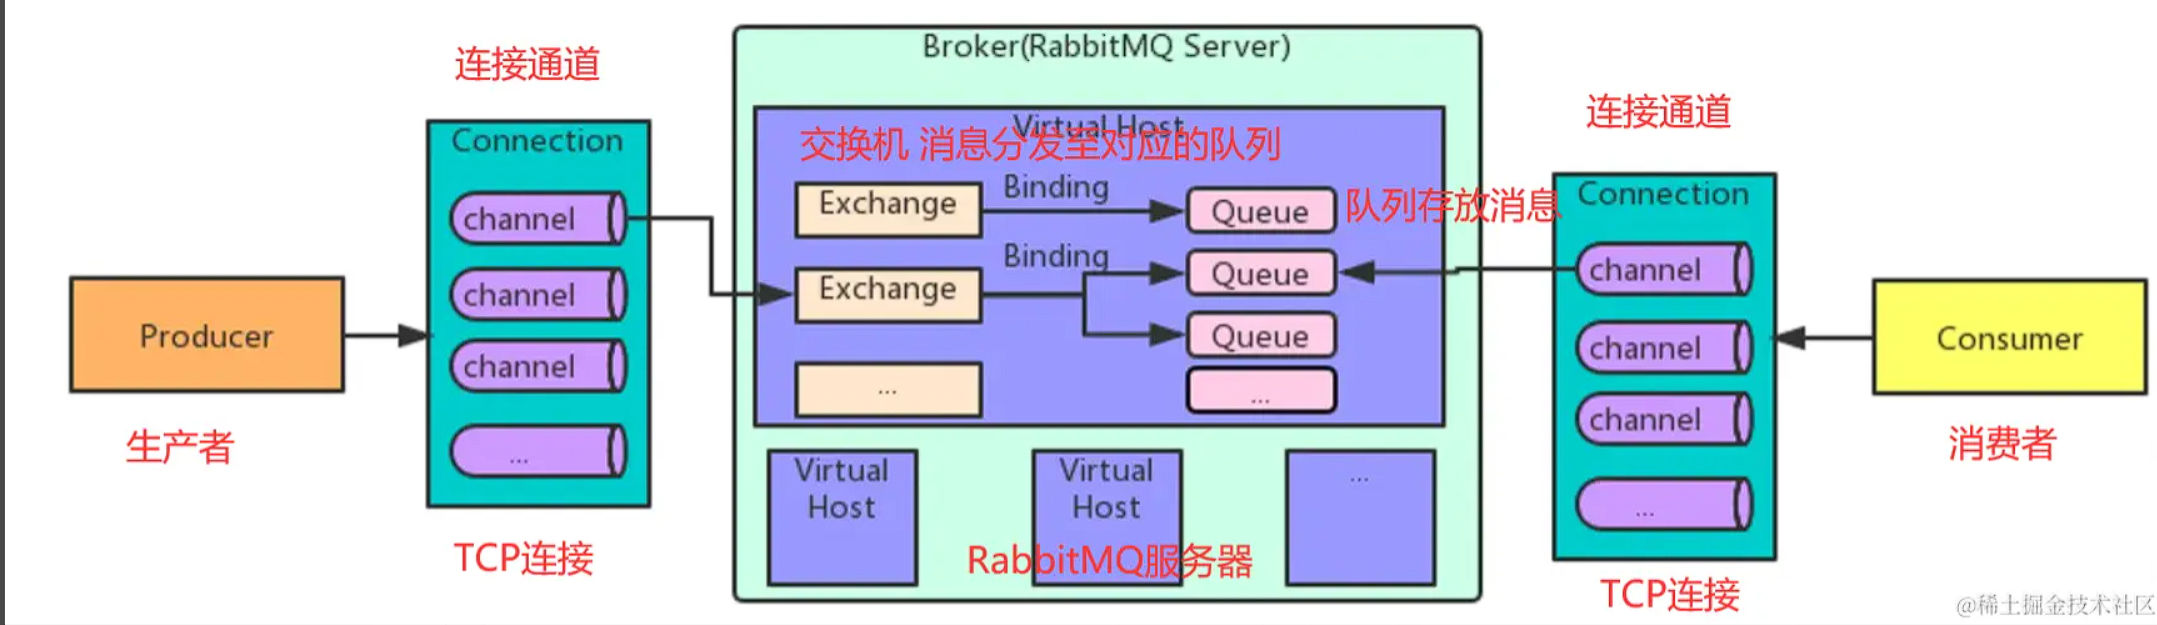 Broker(RabbitMQ Server)
连接通道
Connection
channel
channel
channel
...
TCP连接
Producer
生产者
Virtual Host
交换机 消息分发至对应的队列
Exchange
Binding
Queue
队列存放消息
Exchange
Binding
Queue
Queue
...
...
Virtual
Host
Virtual
Host
...
RabbitMQ服务器
连接通道
Connection
channel
channel
channel
...
TCP连接
Consumer
消费者
@稀土掘金技术社区